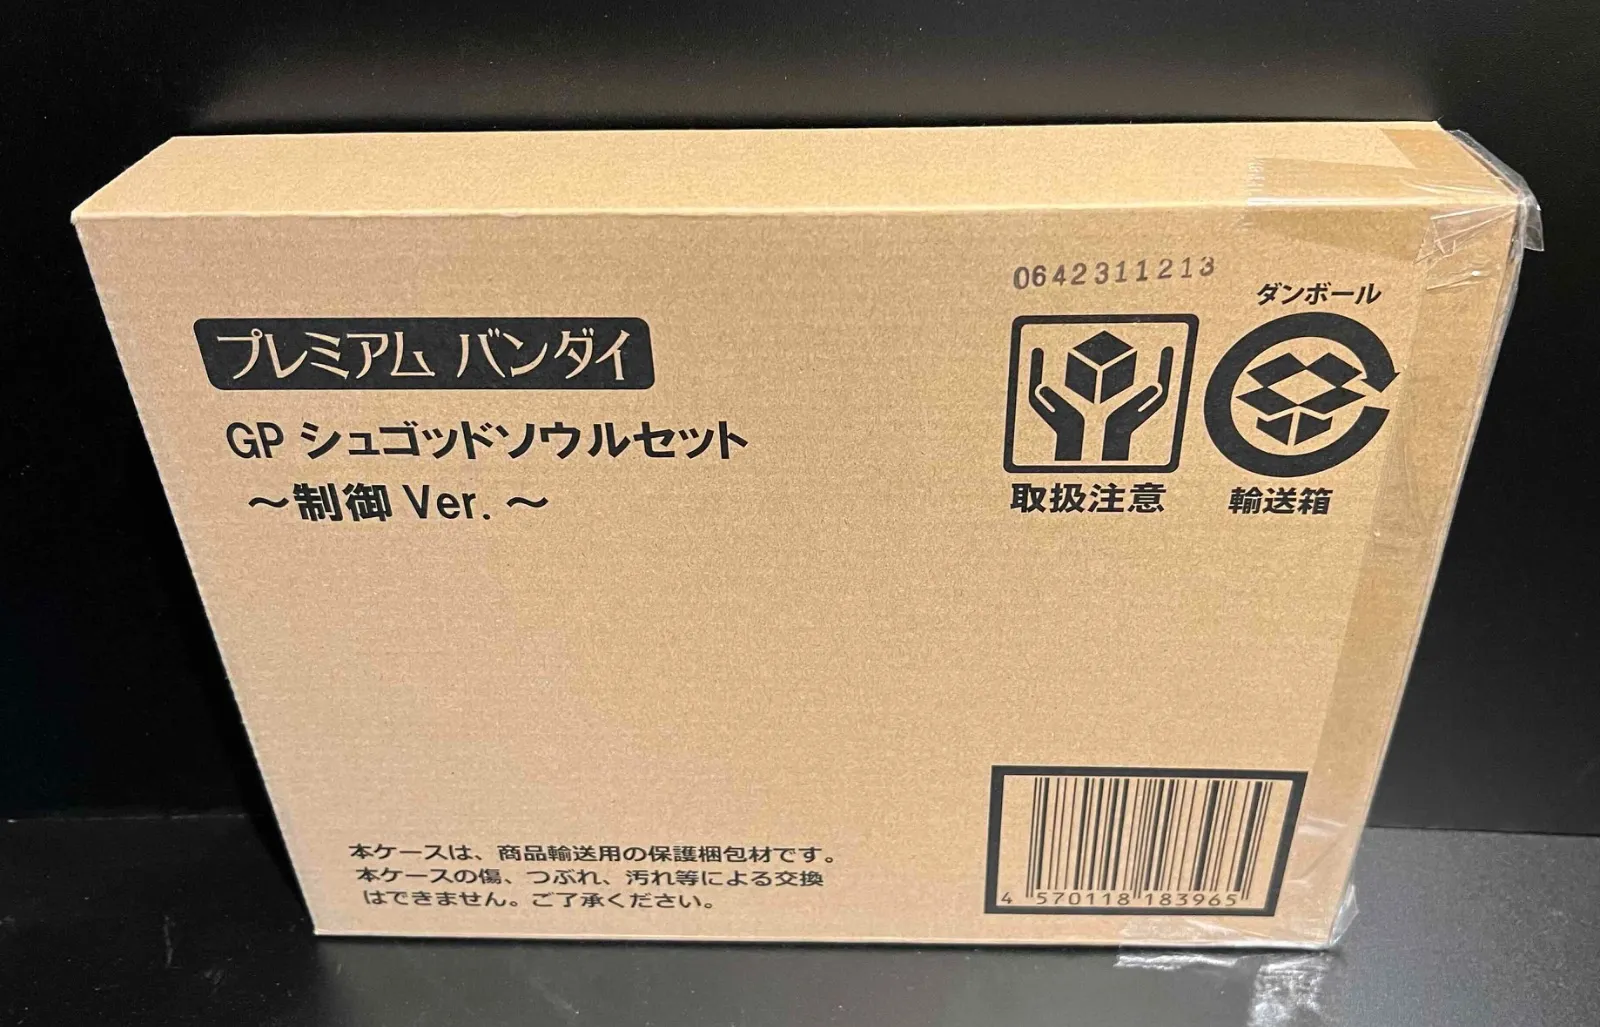 0642311213
ダンボール
プレミアム バンダイ
GP シュゴッドソウルセット
～制御 Ver. ～
取扱注意
輸送箱
本ケースは、商品輸送用の保護梱包材です。
本ケースの傷、つぶれ、汚れ等による交換
はできません。ご了承ください。
4 570118 183965